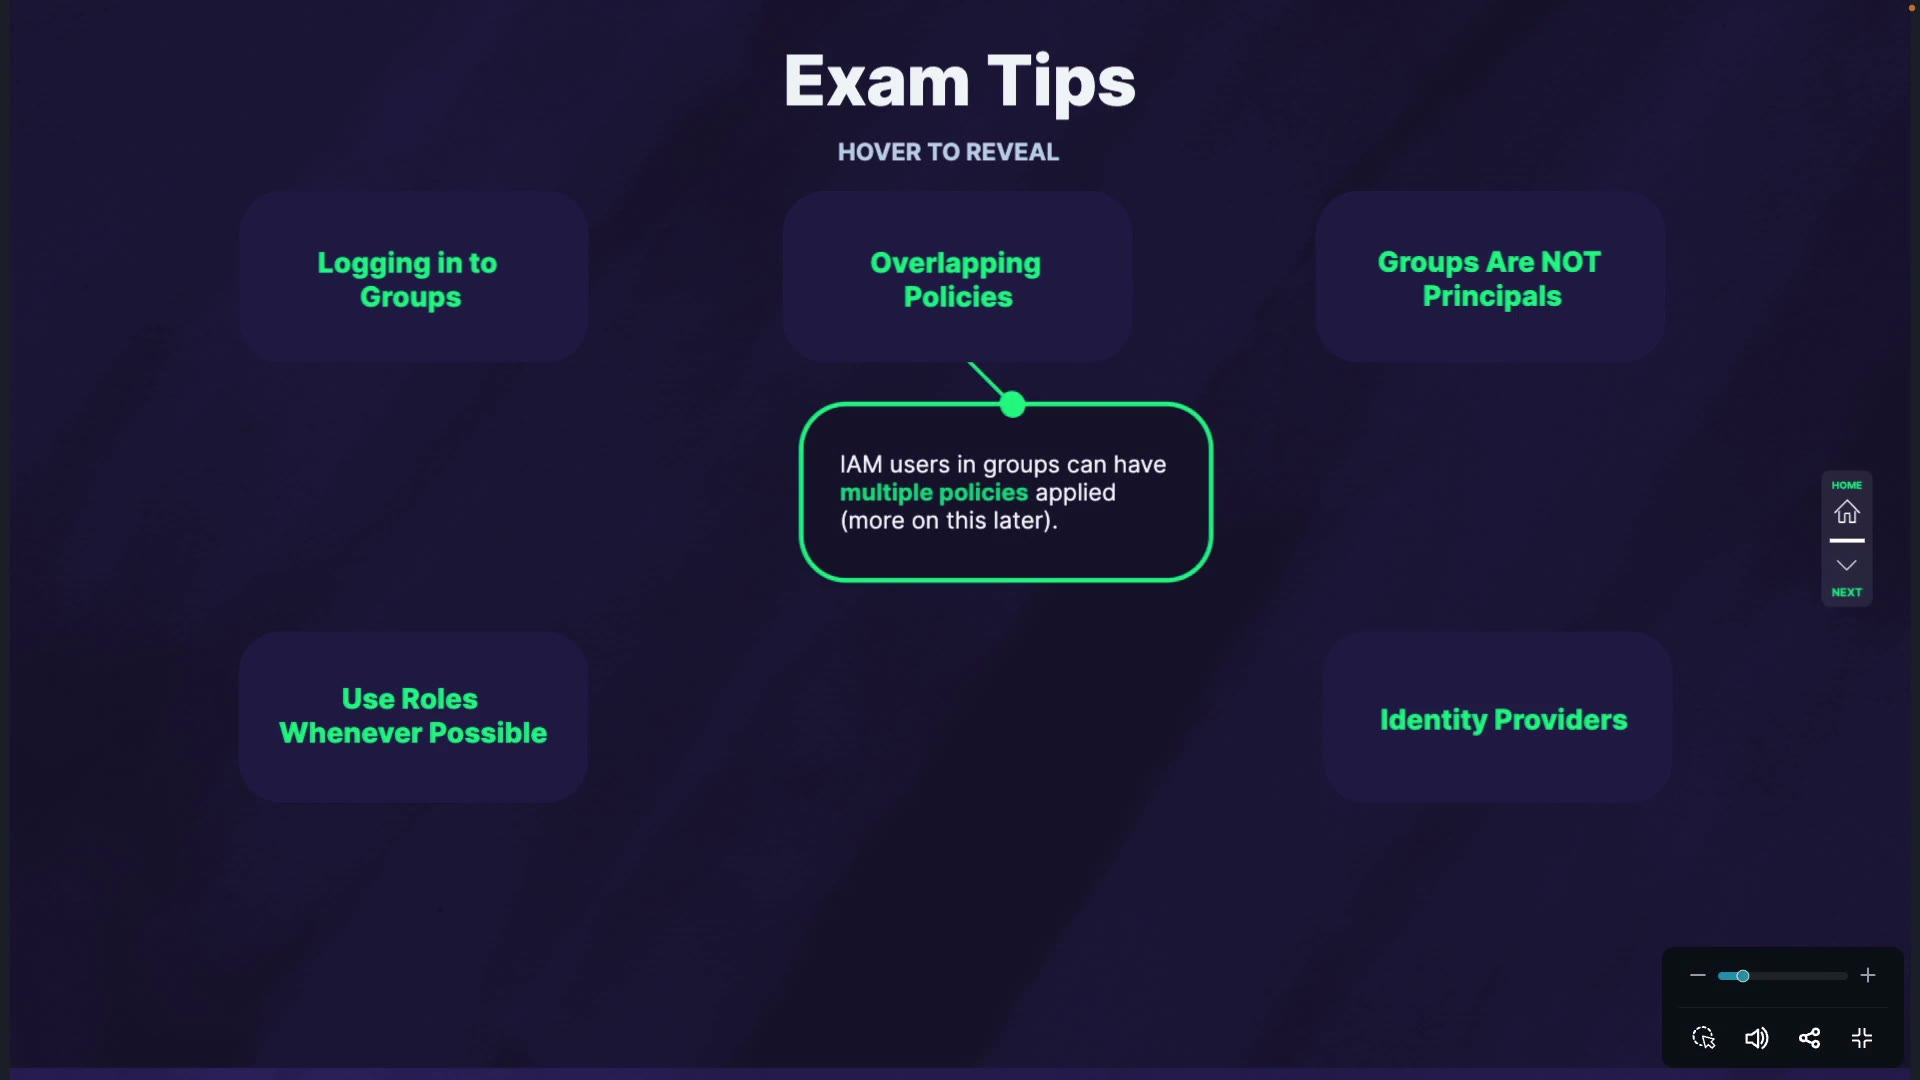 Exam Tips
HOVER TO REVEAL
Logging in to
Groups
Overlapping
Policies
Groups Are NOT
Principals
IAM users in groups can have
multiple policies applied
(more on this later).
HOME
NEXT
Use Roles
Whenever Possible
Identity Providers